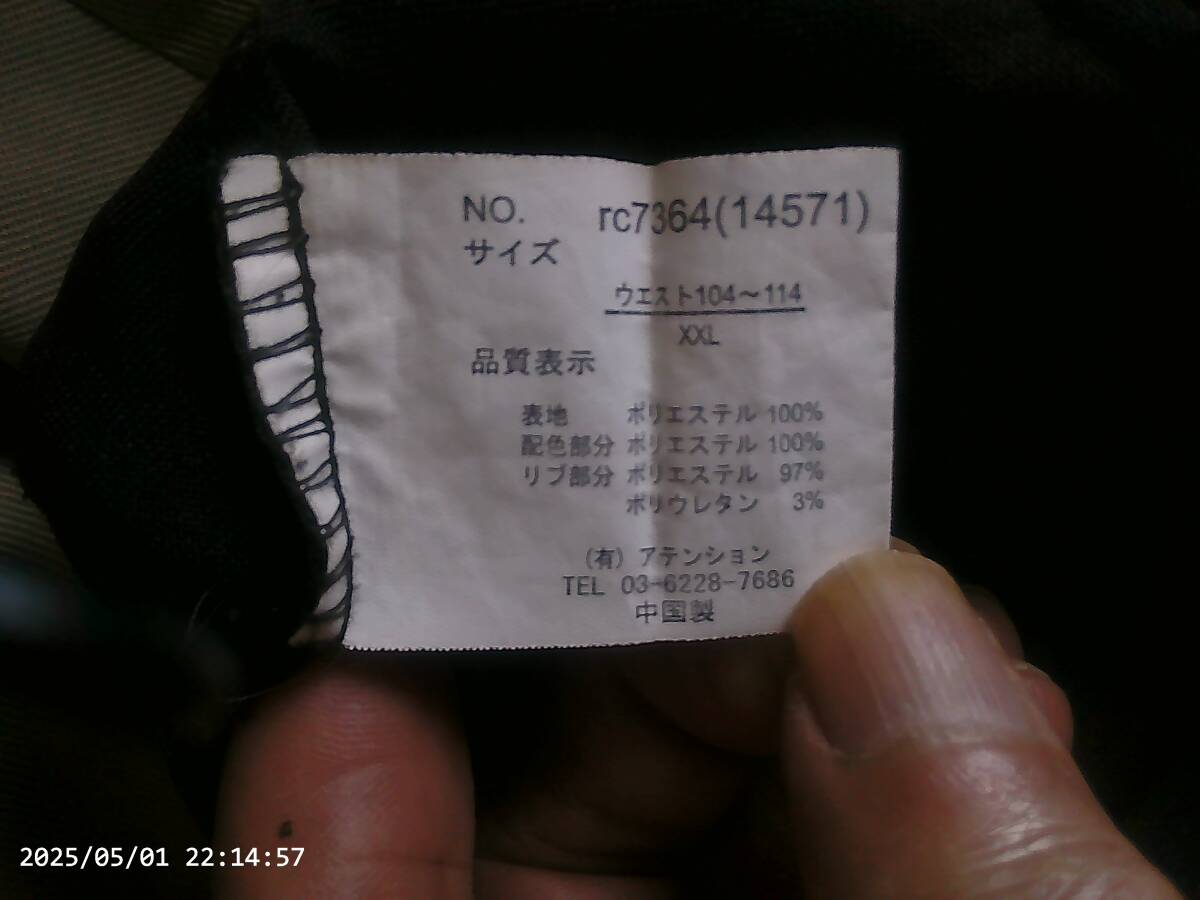 NO. rc7364(14571)
サイズ
ウエスト104～114
XXL
品質表示
表地 ポリエステル 100%
配色部分 ポリエステル 100%
リブ部分 ポリエステル 97%
ポリウレタン 3%
(有) アテンション
TEL 03-6228-7686
中国製
2025/05/01 22:14:57